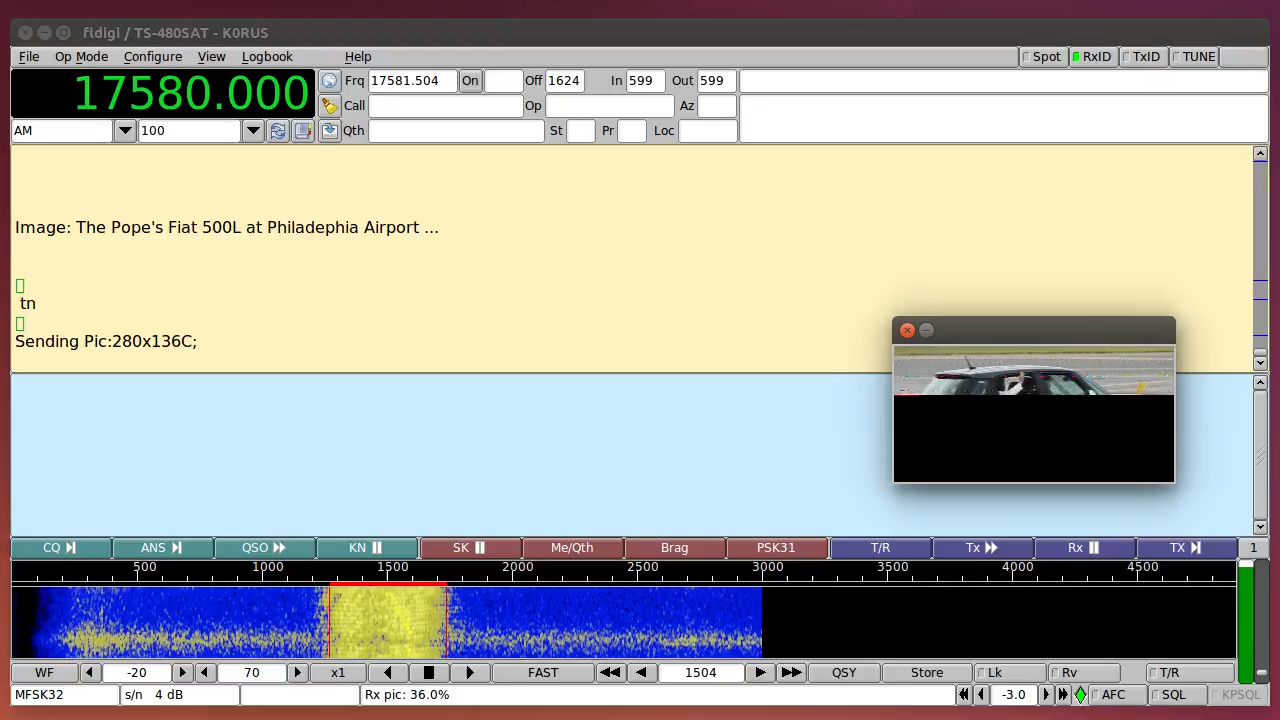 fldigi / TS-480SAT - K0RUS
File Op Mode Configure View Logbook Help Spot RxID TxID TUNE
17580.000
Frq 17581.504 On Off 1624 In 599 Out 599
Call Op Az
AM 100 Qth St Pr Loc
Image: The Pope's Fiat 500L at Philadephia Airport ...
tn
Sending Pic:280x136C;
CQ ANS QSO KN SK Me/Qth Brag PSK31 T/R Tx Rx TX 1
500 1000 1500 2000 2500 3000 3500 4000 4500
WF -20 70 x1 FAST 1504 QSY Store Lk Rv T/R
MFSK32 s/n 4 dB Rx pic: 36.0% -3.0 AFC SQL KPSQL